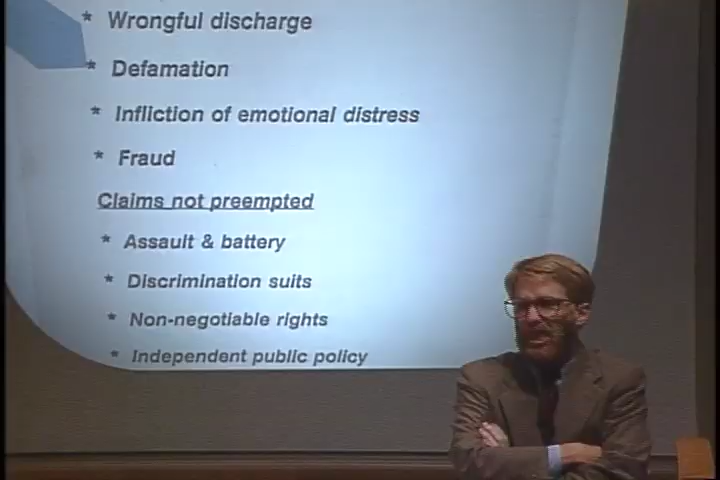 * Wrongful discharge
* Defamation
* Infliction of emotional distress
* Fraud
Claims not preempted
* Assault & battery
* Discrimination suits
* Non-negotiable rights
* Independent public policy